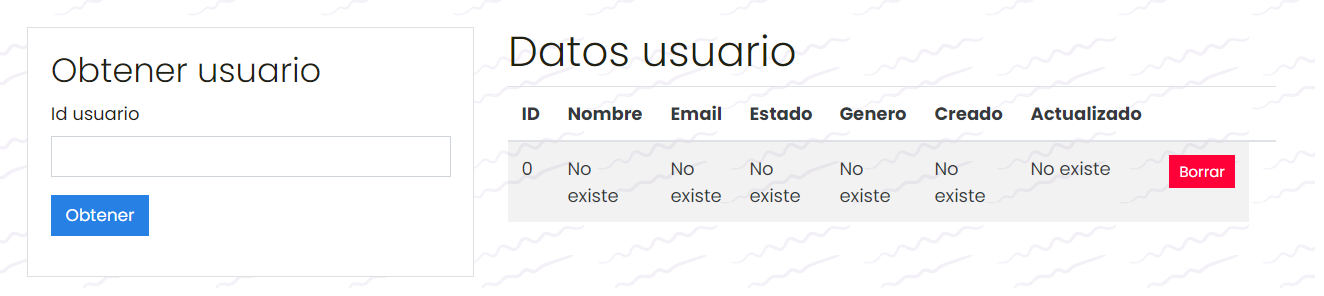 Obtener usuario
Id usuario
Obtener
Datos usuario
ID Nombre Email Estado Genero Creado Actualizado
0 No existe No existe No existe No existe No existe No existe Borrar